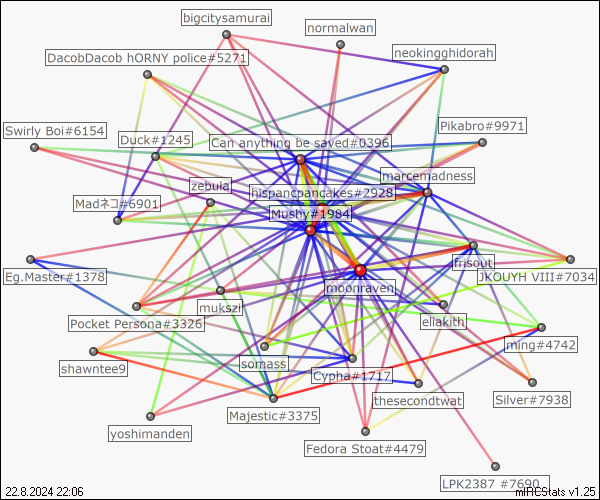 bigcitysamurai
normalwan
neokingghidorah
DacobDacob hORNY police#5271
Pikabro#9971
Swirly Boi#6154
Duck#1245
Can anything be saved#0396
marcemadness
zebula
hispancpancakes#2928
Madネコ#6901
Mushy#1984
frisout
Eg.Master#1378
JKOUYH VIII#7034
moonraven
mukszif
eliakith
Pocket Persona#3326
ming#4742
somass
shawntee9
Cypha#1717
thesecondtwat
Silver#7938
Majestic#3375
yoshimanden
Fedora Stoat#4479
LPK2387 #7690
22.8.2024 22:06
mIRCStats v1.25